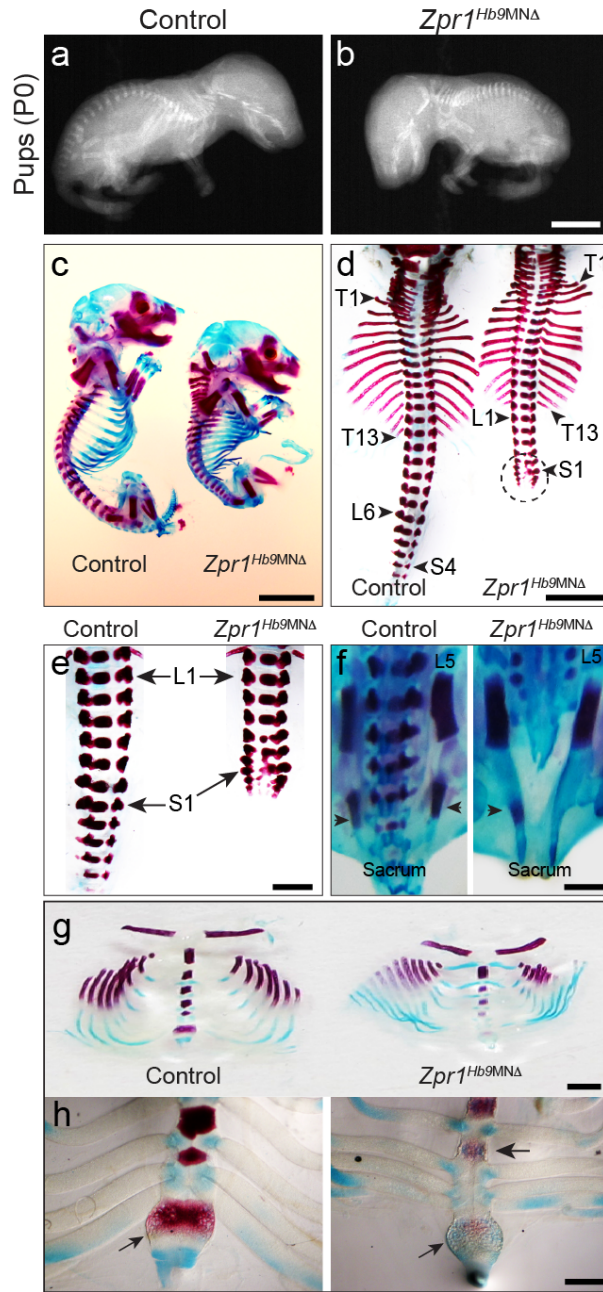 Control Zpr1Hb9MNΔ
Pups (P0)
a b
c d
T1 T1
L1
T13 T13
L6 S1
S4
Control Zpr1Hb9MNΔ Control Zpr1Hb9MNΔ
Control Zpr1Hb9MNΔ Control Zpr1Hb9MNΔ
e f
L1 L5 L5
S1
Sacrum Sacrum
g
Control Zpr1Hb9MNΔ
h